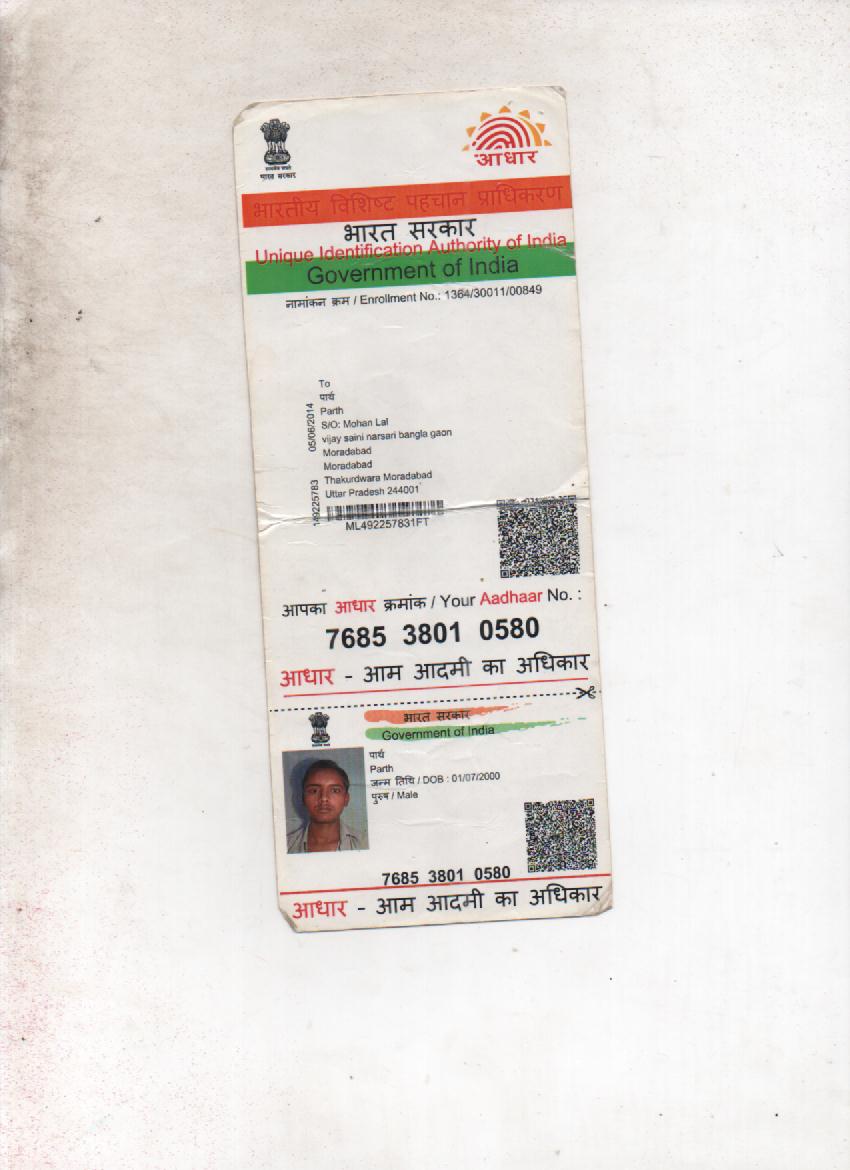 आधार
भारत सरकार
भारतीय विशिष्ट पहचान प्राधिकरण
भारत सरकार
Unique Identification Authority of India
Government of India
नामांकन क्रम / Enrollment No.: 1364/30011/00849
To
पार्थ
Parth
S/O: Mohan Lal
vijay saini narsari bangla gaon
Moradabad
Moradabad
Thakurdwara Moradabad
Uttar Pradesh 244001
05/06/2014
149225783
ML492257831FT
आपका आधार क्रमांक / Your Aadhaar No. :
7685 3801 0580
आधार - आम आदमी का अधिकार
भारत सरकार
Government of India
पार्थ
Parth
जन्म तिथि / DOB : 01/07/2000
पुरुष / Male
7685 3801 0580
आधार - आम आदमी का अधिकार